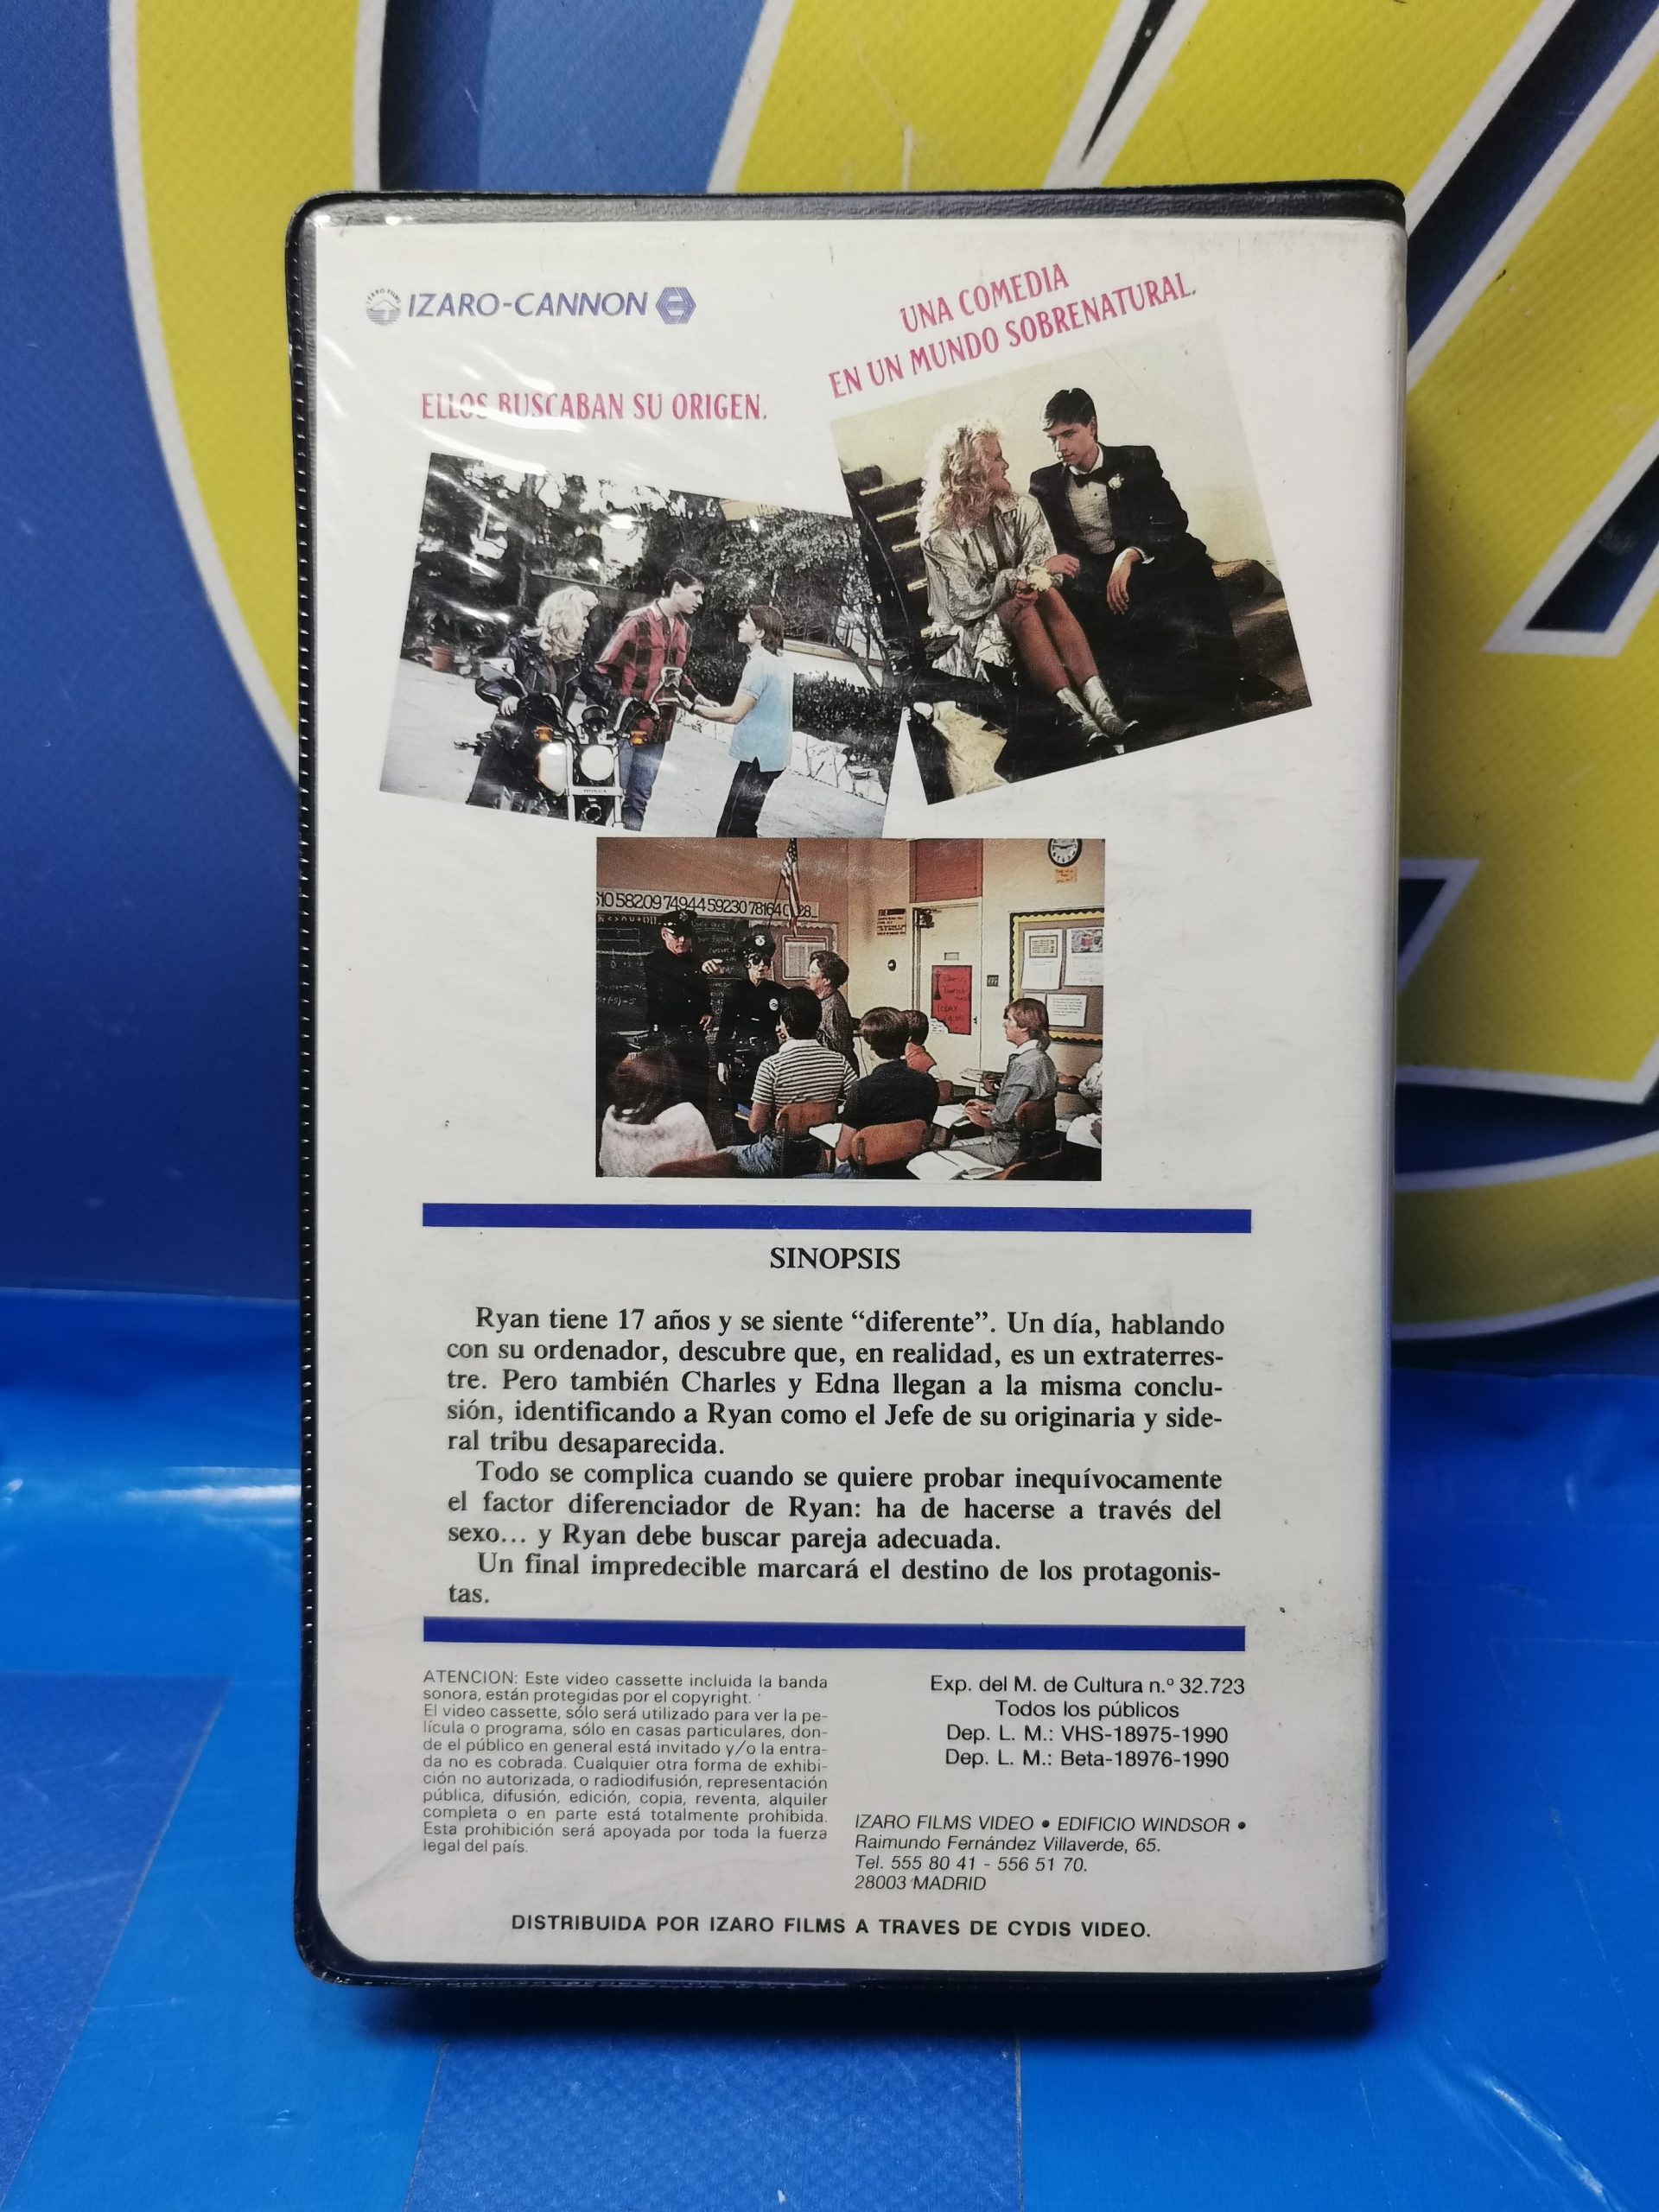 IZARO FILMS
IZARO-CANNON
UNA COMEDIA
EN UN MUNDO SOBRENATURAL.
ELLOS BUSCABAN SU ORIGEN.
510 58209 74944 59230 78164
SINOPSIS
Ryan tiene 17 años y se siente “diferente”. Un día, hablando
con su ordenador, descubre que, en realidad, es un extraterres-
tre. Pero también Charles y Edna llegan a la misma conclu-
sión, identificando a Ryan como el Jefe de su originaria y side-
ral tribu desaparecida.
Todo se complica cuando se quiere probar inequívocamente
el factor diferenciador de Ryan: ha de hacerse a través del
sexo... y Ryan debe buscar pareja adecuada.
Un final impredecible marcará el destino de los protagonis-
tas.
ATENCION: Este video cassette incluida la banda
sonora, están protegidas por el copyright.
El video cassette, sólo será utilizado para ver la pe-
lícula o programa, sólo en casas particulares, don-
de el público en general está invitado y/o la entra-
da no es cobrada. Cualquier otra forma de exhibi-
ción no autorizada, o radiodifusión, representación
pública, difusión, edición, copia, reventa, alquiler
completa o en parte está totalmente prohibida.
Esta prohibición será apoyada por toda la fuerza
legal del país.
Exp. del M. de Cultura n.º 32.723
Todos los públicos
Dep. L. M.: VHS-18975-1990
Dep. L. M.: Beta-18976-1990
IZARO FILMS VIDEO • EDIFICIO WINDSOR •
Raimundo Fernández Villaverde, 65.
Tel. 555 80 41 - 556 51 70.
28003 MADRID
DISTRIBUIDA POR IZARO FILMS A TRAVES DE CYDIS VIDEO.